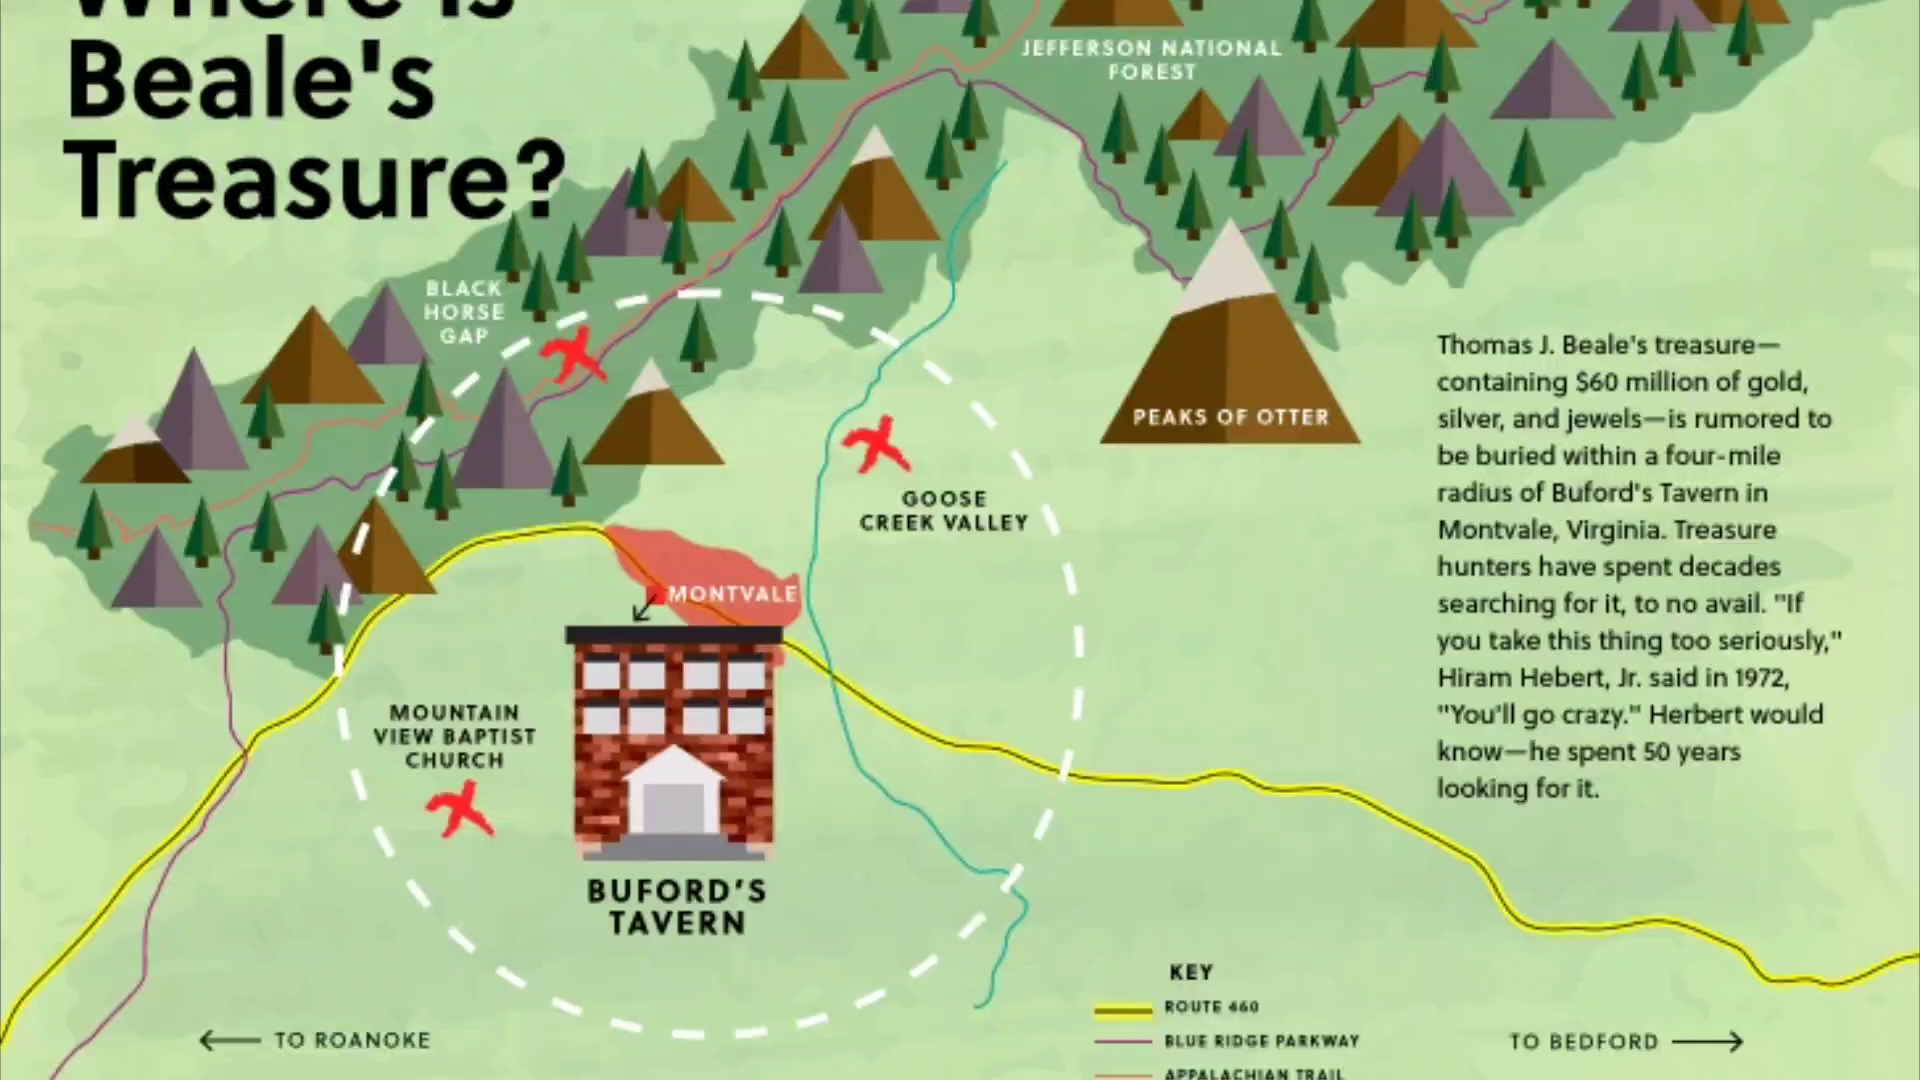 Where is
Beale's
Treasure?
JEFFERSON NATIONAL
FOREST
BLACK
HORSE
GAP
PEAKS OF OTTER
Thomas J. Beale's treasure—
containing $60 million of gold,
silver, and jewels—is rumored to
be buried within a four-mile
radius of Buford's Tavern in
Montvale, Virginia. Treasure
hunters have spent decades
searching for it, to no avail. "If
you take this thing too seriously,"
Hiram Hebert, Jr. said in 1972,
"You'll go crazy." Herbert would
know—he spent 50 years
looking for it.
GOOSE
CREEK VALLEY
MONTVALE
MOUNTAIN
VIEW BAPTIST
CHURCH
BUFORD'S
TAVERN
KEY
ROUTE 460
BLUE RIDGE PARKWAY
APPALACHIAN TRAIL
TO ROANOKE
TO BEDFORD